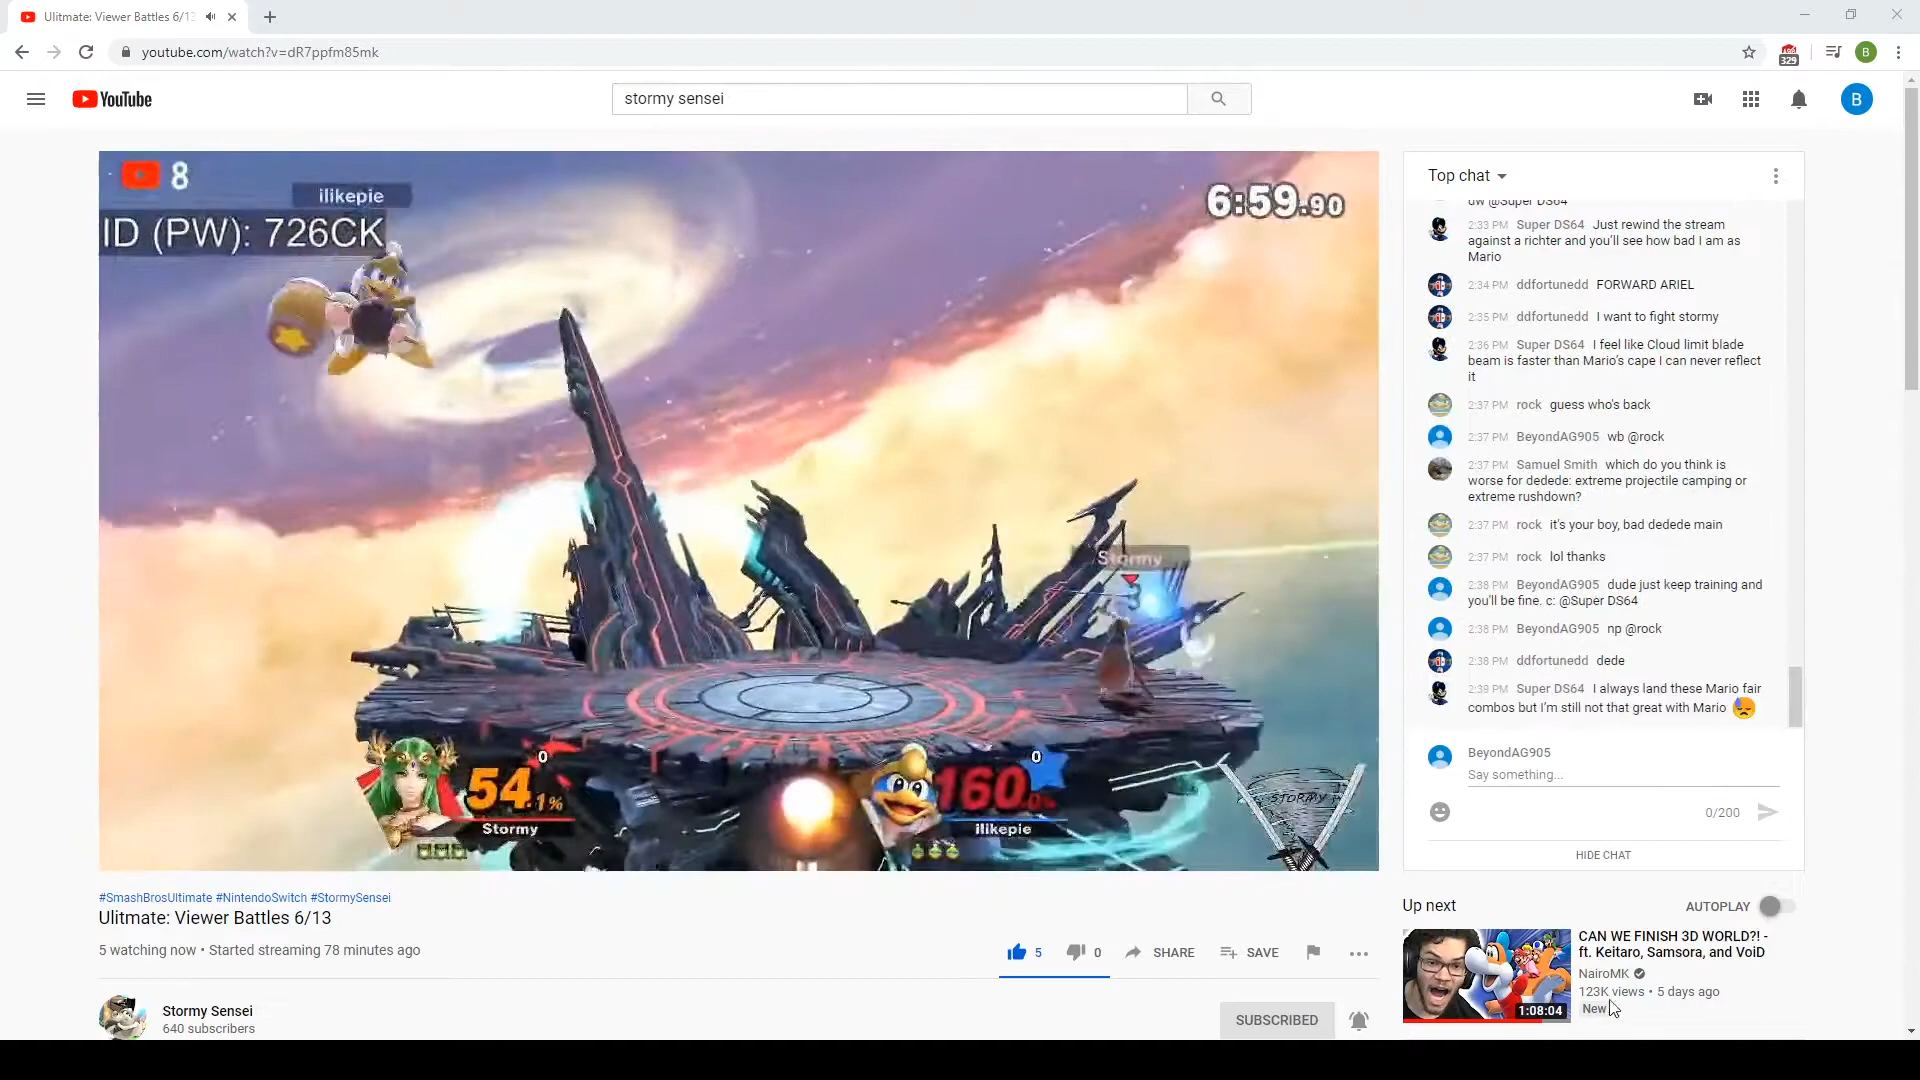 Ulitmate: Viewer Battles 6/13
youtube.com/watch?v=dR7ppfm85mk
329
B
YouTube
stormy sensei
B
8
ilikepie
ID (PW): 726CK
6:59.90
Stormy
0
54.1%
Stormy
0
160.0%
ilikepie
STORMY
Top chat
uw @Super DS64
2:33 PM Super DS64 Just rewind the stream
against a richter and you'll see how bad I am as
Mario
2:34 PM ddfortunedd FORWARD ARIEL
2:35 PM ddfortunedd I want to fight stormy
2:36 PM Super DS64 I feel like Cloud limit blade
beam is faster than Mario's cape I can never reflect
it
2:37 PM rock guess who's back
2:37 PM BeyondAG905 wb @rock
2:37 PM Samuel Smith which do you think is
worse for dedede: extreme projectile camping or
extreme rushdown?
2:37 PM rock it's your boy, bad dedede main
2:37 PM rock lol thanks
2:38 PM BeyondAG905 dude just keep training and
you'll be fine. c: @Super DS64
2:38 PM BeyondAG905 np @rock
2:38 PM ddfortunedd dede
2:39 PM Super DS64 I always land these Mario fair
combos but I'm still not that great with Mario
BeyondAG905
Say something...
0/200
HIDE CHAT
#SmashBrosUltimate #NintendoSwitch #StormySensei
Ulitmate: Viewer Battles 6/13
5 watching now • Started streaming 78 minutes ago
5 0 SHARE SAVE
Stormy Sensei
640 subscribers
SUBSCRIBED
Up next
AUTOPLAY
CAN WE FINISH 3D WORLD?! -
ft. Keitaro, Samsora, and VoiD
NairoMK
123K views • 5 days ago
New
1:08:04